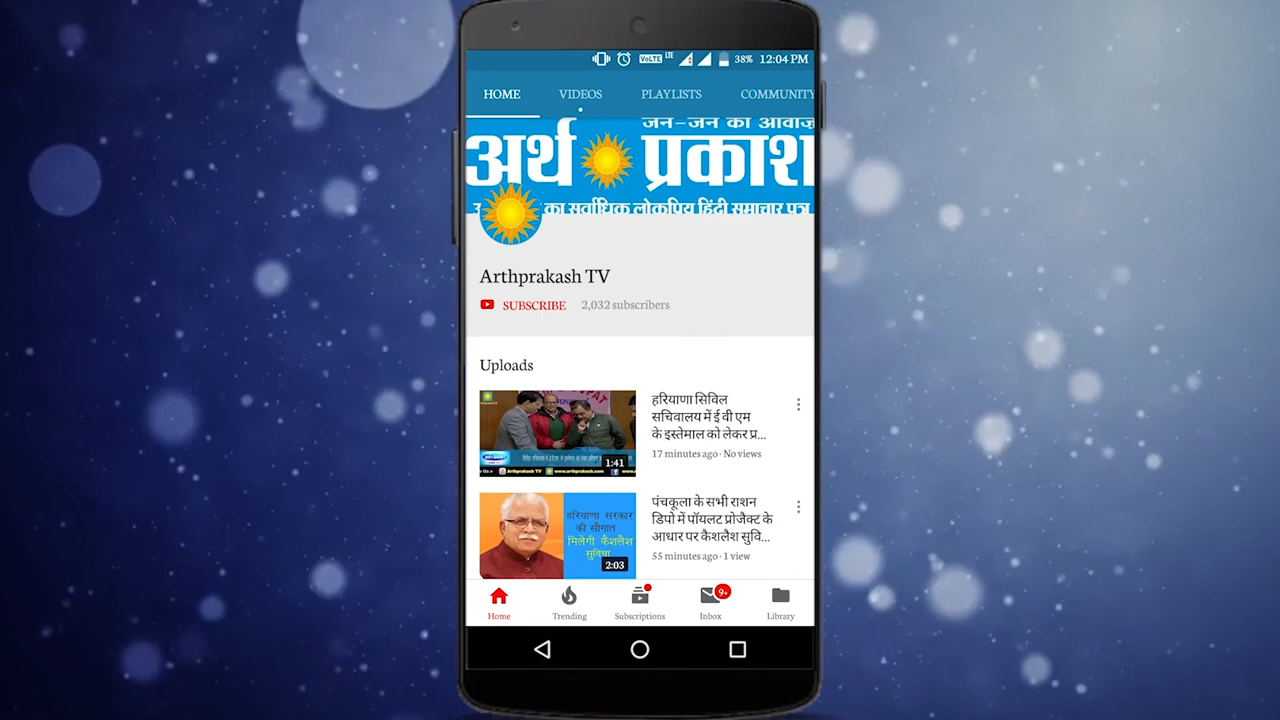 VoLTE LTE 38% 12:04 PM
HOME VIDEOS PLAYLISTS COMMUNITY
जन-जन की आवाज़
अर्थ प्रकाश
का सर्वाधिक लोकप्रिय हिंदी समाचार पत्र
Arthprakash TV
SUBSCRIBE 2,032 subscribers
Uploads
हरियाणा सिविल
सचिवालय में ई वी एम
के इस्तेमाल को लेकर प्र...
17 minutes ago · No views
Arthprakash TV
1:41
पंचकूला के सभी राशन
डिपो में पॉयलट प्रोजैक्ट के
आधार पर कैशलैश सुवि...
55 minutes ago · 1 view
हरियाणा सरकार
की सौगात
मिलेगी कैशलैश
सुविधा
2:03
9+
Home Trending Subscriptions Inbox Library